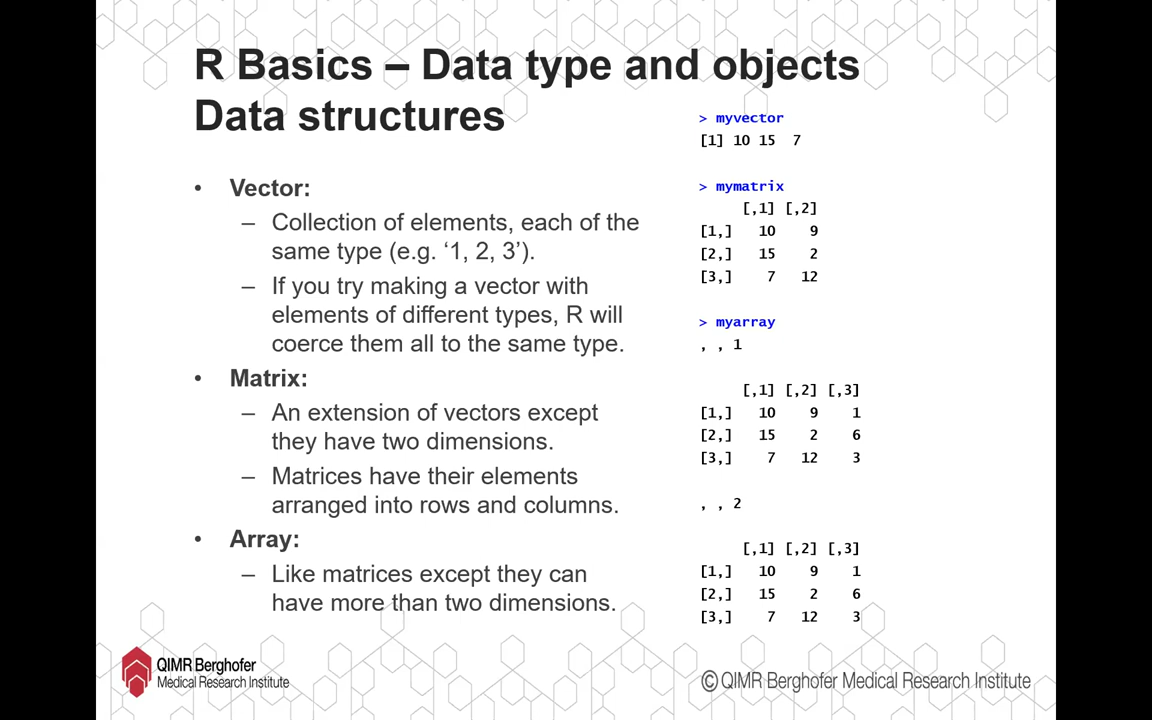 R Basics – Data type and objects
Data structures
• Vector:
– Collection of elements, each of the
same type (e.g. ‘1, 2, 3’).
– If you try making a vector with
elements of different types, R will
coerce them all to the same type.
• Matrix:
– An extension of vectors except
they have two dimensions.
– Matrices have their elements
arranged into rows and columns.
• Array:
– Like matrices except they can
have more than two dimensions.
> myvector
[1] 10 15  7
> mymatrix
     [,1] [,2]
[1,]   10    9
[2,]   15    2
[3,]    7   12
> myarray
, , 1
     [,1] [,2] [,3]
[1,]   10    9    1
[2,]   15    2    6
[3,]    7   12    3
, , 2
     [,1] [,2] [,3]
[1,]   10    9    1
[2,]   15    2    6
[3,]    7   12    3
QIMR Berghofer
Medical Research Institute
© QIMR Berghofer Medical Research Institute